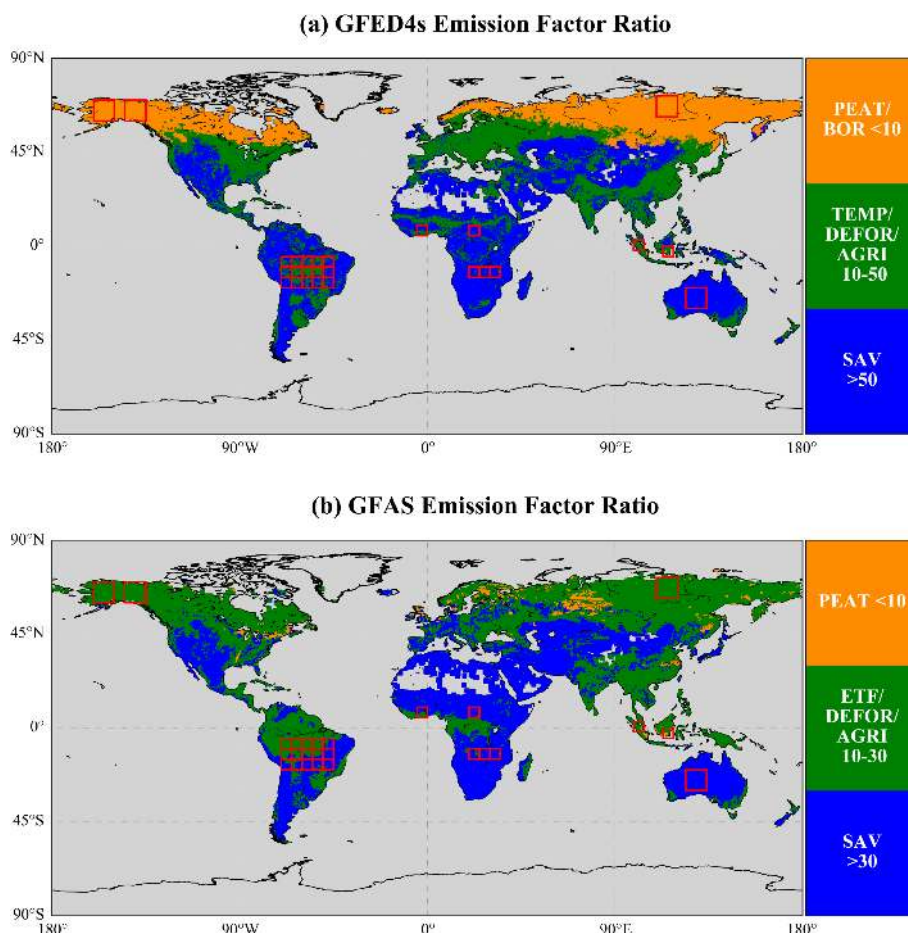 (a) GFED4s Emission Factor Ratio
90°N
45°N
0°
45°S
90°S
180°
90°W
0°
90°E
180°
PEAT/
BOR <10
TEMP/
DEFOR/
AGRI
10-50
SAV
>50
(b) GFAS Emission Factor Ratio
90°N
45°N
0°
45°S
90°S
180°
90°W
0°
90°E
180°
PEAT <10
ETF/
DEFOR/
AGRI
10-30
SAV
>30